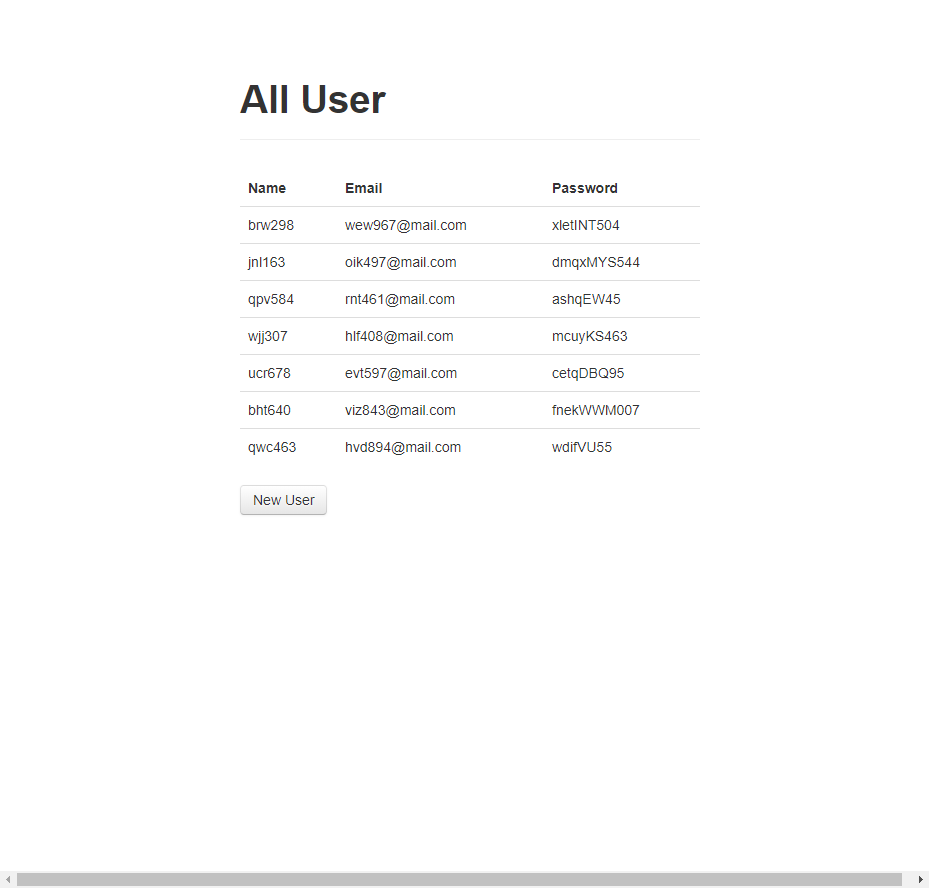 All User
Name Email Password
brw298 wew967@mail.com xletINT504
jnl163 oik497@mail.com dmqxMYS544
qpv584 rnt461@mail.com ashqEW45
wjj307 hlf408@mail.com mcuyKS463
ucr678 evt597@mail.com cetqDBQ95
bht640 viz843@mail.com fnekWWM007
qwc463 hvd894@mail.com wdifVU55
New User